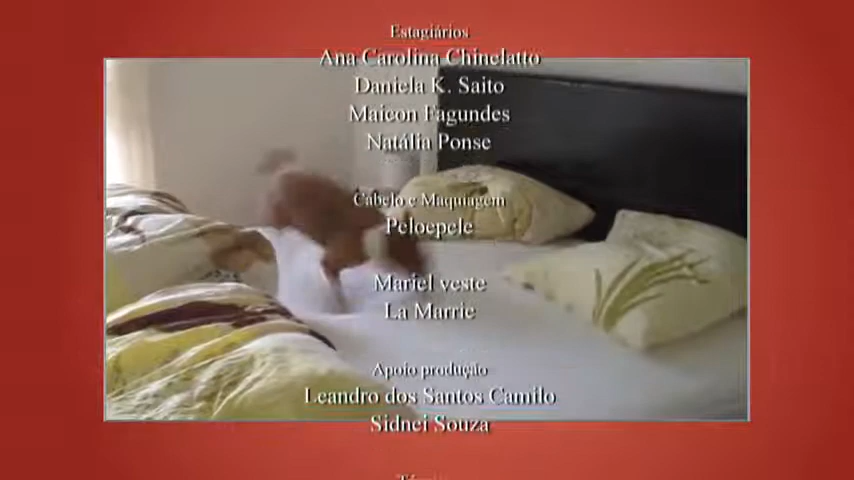 Estagiários
Ana Carolina Chinelatto
Daniela K. Saito
Maicon Fagundes
Natália Ponse
Cabelo e Maquiagem
Peloepele
Mariel veste
La Marrie
Apoio produção
Leandro dos Santos Camilo
Sidnei Souza